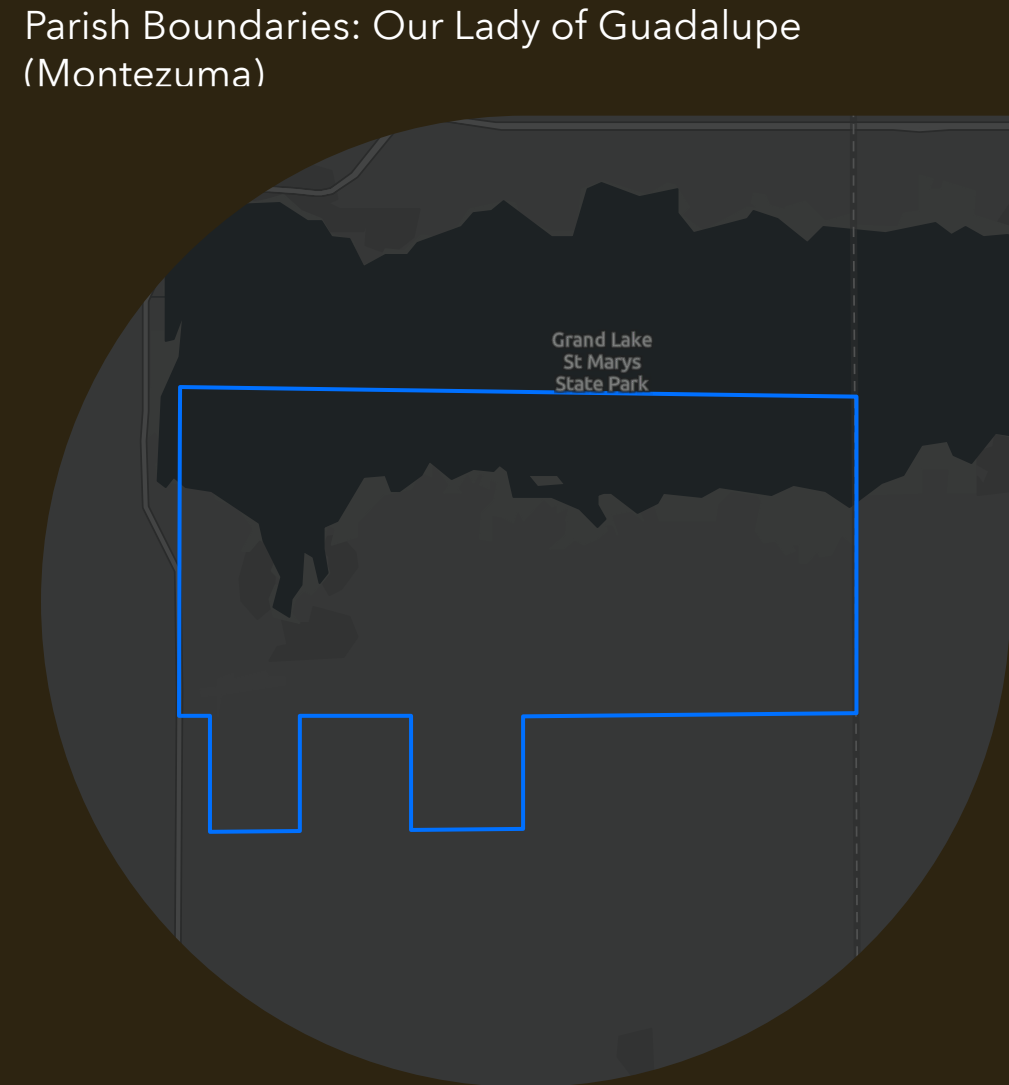 Parish Boundaries: Our Lady of Guadalupe
(Montezuma)
Grand Lake
St Marys
State Park